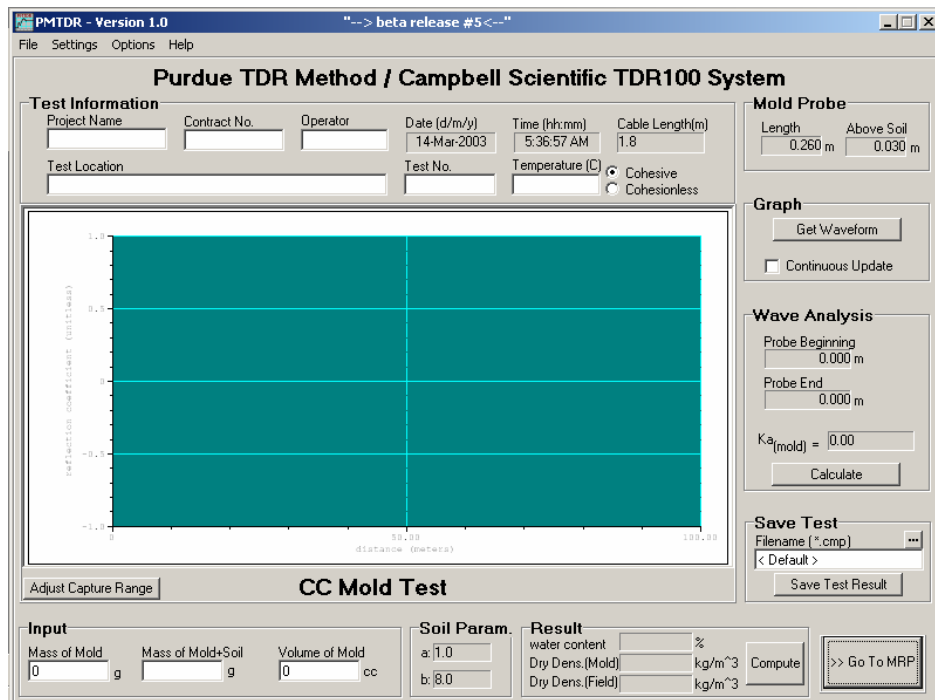 PMTDR - Version 1.0 "--> beta release #5<--"
File Settings Options Help
Purdue TDR Method / Campbell Scientific TDR100 System
Test Information
Project Name Contract No. Operator Date (d/m/y) Time (hh:mm) Cable Length(m)
14-Mar-2003 5:36:57 AM 1.8
Test Location Test No. Temperature (C) Cohesive
Cohesionless
Mold Probe
Length Above Soil
0.260 m 0.030 m
1.0
0.5
0
-0.5
-1.0
reflection coefficient (unitless)
0 50.00 100.00
distance (meters)
Graph
Get Waveform
Continuous Update
Wave Analysis
Probe Beginning
0.000 m
Probe End
0.000 m
Ka(mold) = 0.00
Calculate
Adjust Capture Range CC Mold Test
Save Test
Filename (*.cmp) ...
< Default >
Save Test Result
Input
Mass of Mold Mass of Mold+Soil Volume of Mold
0 g g 0 cc
Soil Param.
a: 1.0
b: 8.0
Result
water content %
Dry Dens.(Mold) kg/m^3
Dry Dens.(Field) kg/m^3
Compute
>> Go To MRP